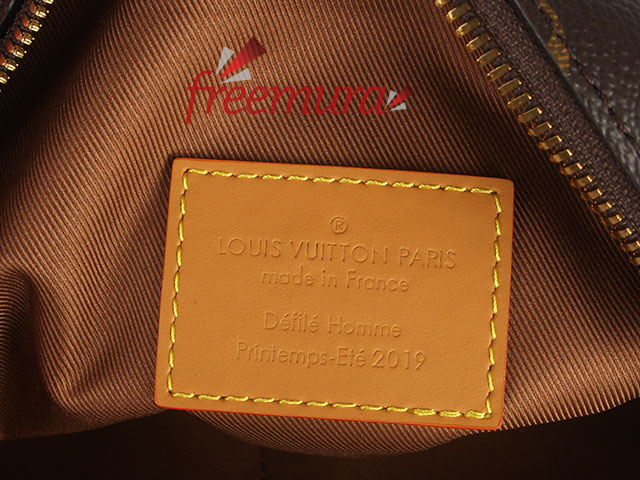 freemura
®
LOUIS VUITTON PARIS
made in France
Défilé Homme
Printemps-Eté 2019